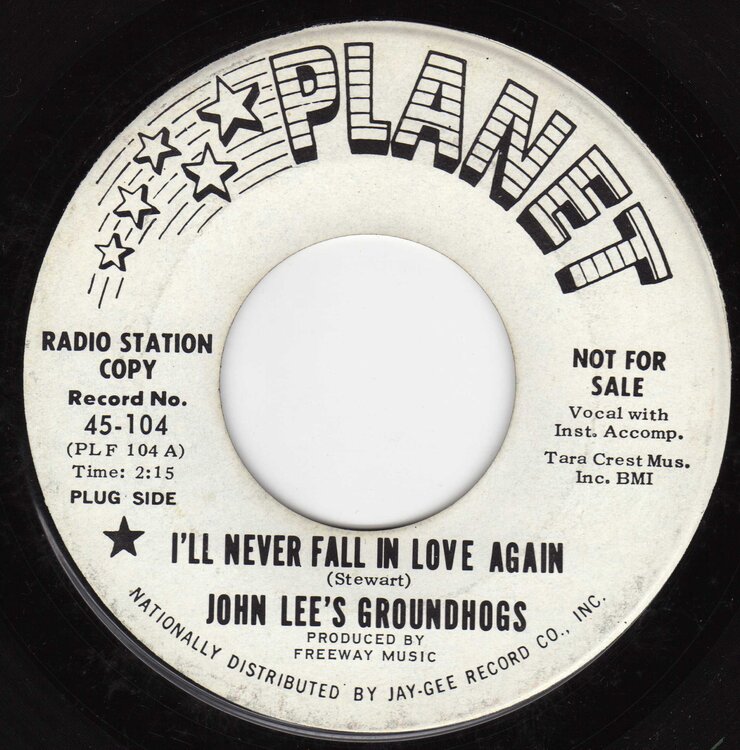 PLANET
RADIO STATION
COPY
Record No.
45-104
(PLF 104 A)
Time: 2:15
PLUG SIDE
NOT FOR
SALE
Vocal with
Inst. Accomp.
Tara Crest Mus.
Inc. BMI
I'LL NEVER FALL IN LOVE AGAIN
(Stewart)
JOHN LEE'S GROUNDHOGS
PRODUCED BY
FREEWAY MUSIC
NATIONALLY DISTRIBUTED BY JAY-GEE RECORD CO., INC.